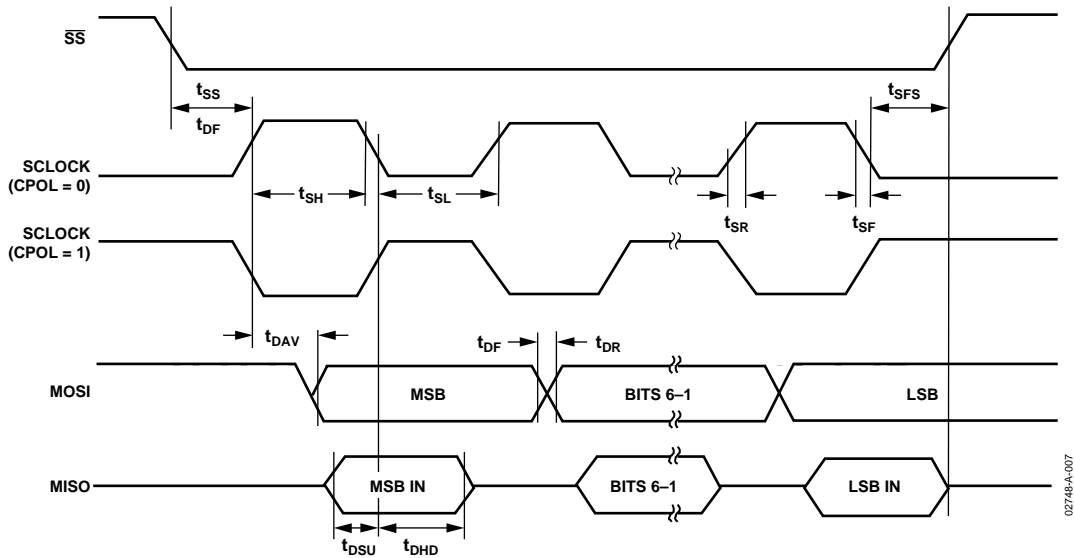 SS
tSS
tDF
tSFS
SCLOCK
(CPOL = 0)
tSH
tSL
tSR
tSF
SCLOCK
(CPOL = 1)
tDAV
tDF
tDR
MOSI
MSB
BITS 6–1
LSB
MISO
MSB IN
BITS 6–1
LSB IN
tDSU
tDHD
02748-A-007